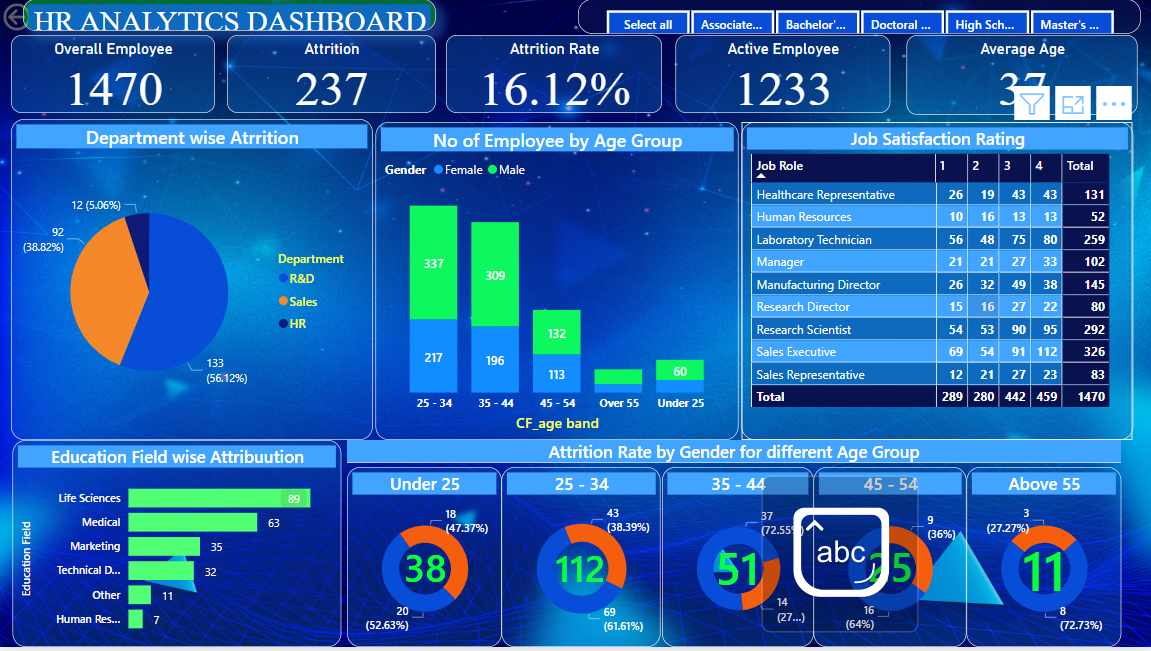 HR ANALYTICS DASHBOARD
Select all Associate... Bachelor'... Doctoral ... High Sch... Master's ...
Overall Employee
1470
Attrition
237
Attrition Rate
16.12%
Active Employee
1233
Average Age
37
Department wise Atrrition
12 (5.06%)
92
(38.82%)
133
(56.12%)
Department
R&D
Sales
HR
No of Employee by Age Group
Gender Female Male
337 309 132 60
217 196 113
25 - 34 35 - 44 45 - 54 Over 55 Under 25
CF_age band
Job Satisfaction Rating
Job Role 1 2 3 4 Total
Healthcare Representative 26 19 43 43 131
Human Resources 10 16 13 13 52
Laboratory Technician 56 48 75 80 259
Manager 21 21 27 33 102
Manufacturing Director 26 32 49 38 145
Research Director 15 16 27 22 80
Research Scientist 54 53 90 95 292
Sales Executive 69 54 91 112 326
Sales Representative 12 21 27 23 83
Total 289 280 442 459 1470
Education Field wise Attribuution
Education Field
Life Sciences 89
Medical 63
Marketing 35
Technical D... 32
Other 11
Human Res... 7
Attrition Rate by Gender for different Age Group
Under 25
18
(47.37%)
38
20
(52.63%)
25 - 34
43
(38.39%)
112
69
(61.61%)
35 - 44
37
(72.55%)
51
14
(27...)
45 - 54
9
(36%)
25
16
(64%)
abc
Above 55
3
(27.27%)
11
8
(72.73%)